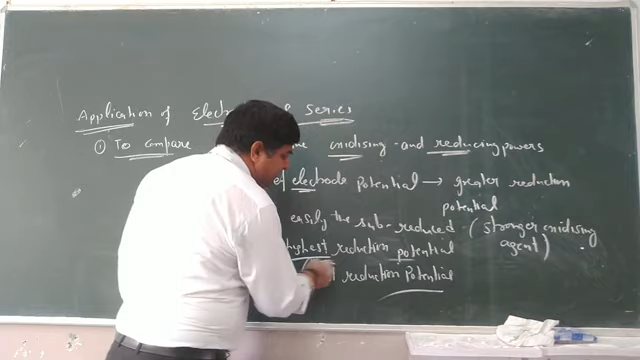 Application of Elect Series
① To Compare oxidising and reducing powers
of electrode potential → greater reduction
potential
easily the sub-reduced (stronger oxidising
agent)
highest reduction potential
reduction Potential